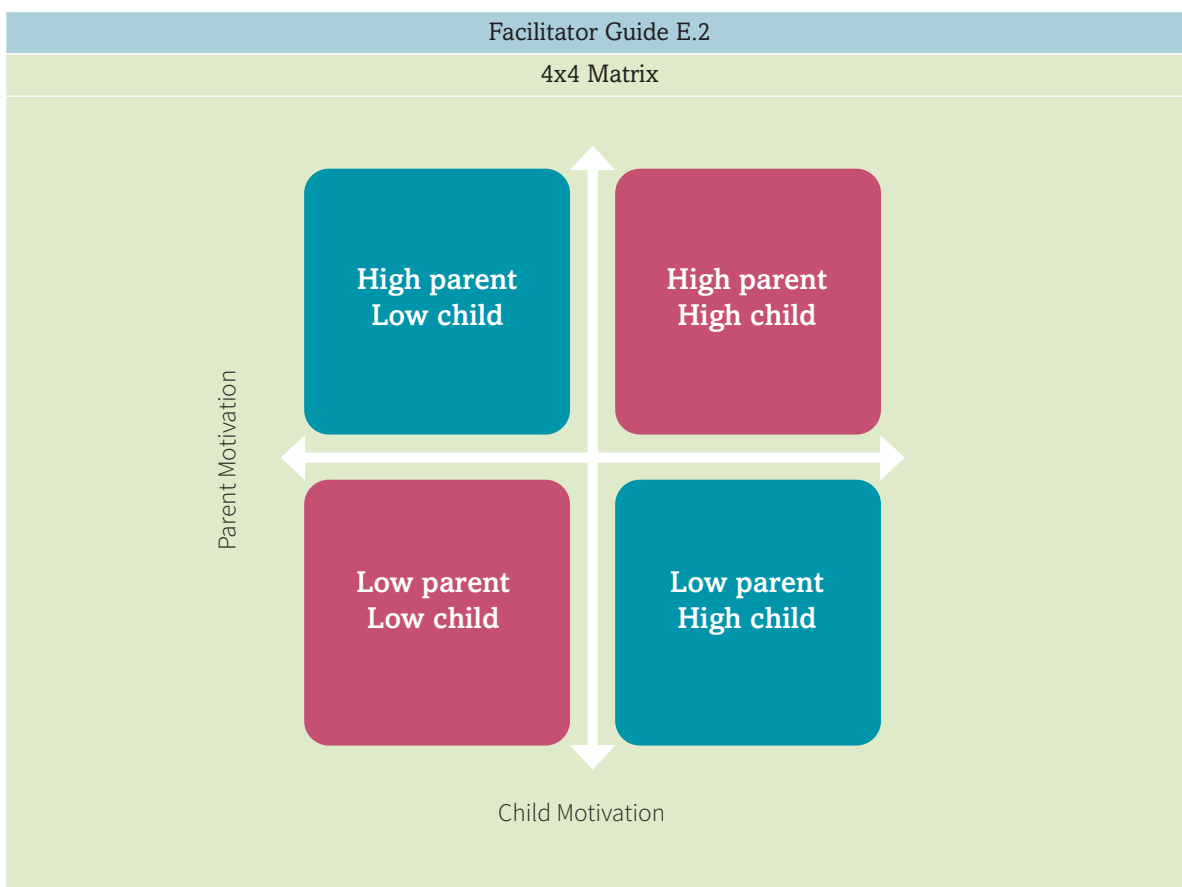 Facilitator Guide E.2
4x4 Matrix
High parent
Low child
High parent
High child
Parent Motivation
Low parent
Low child
Low parent
High child
Child Motivation